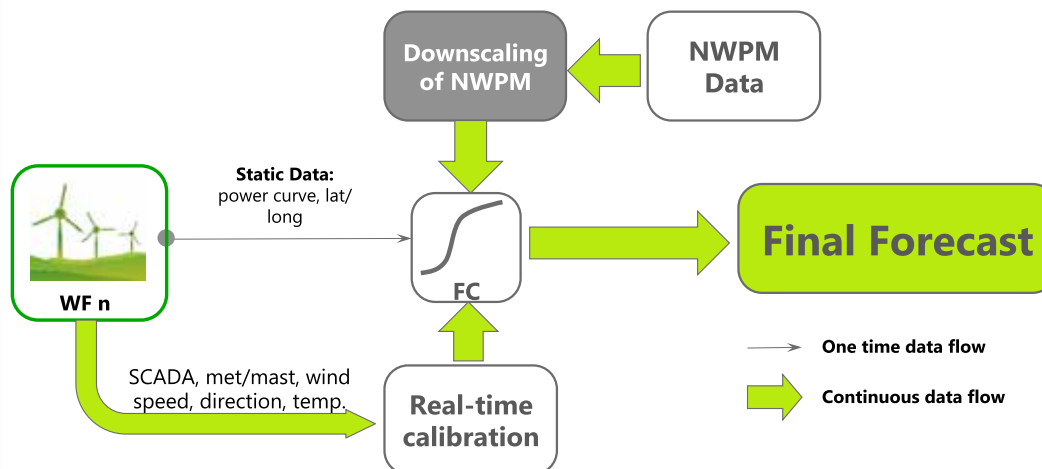 Downscaling
of NWPM
NWPM
Data
Static Data:
power curve, lat/
long
WF n
FC
Final Forecast
SCADA, met/mast, wind
speed, direction, temp.
Real-time
calibration
One time data flow
Continuous data flow